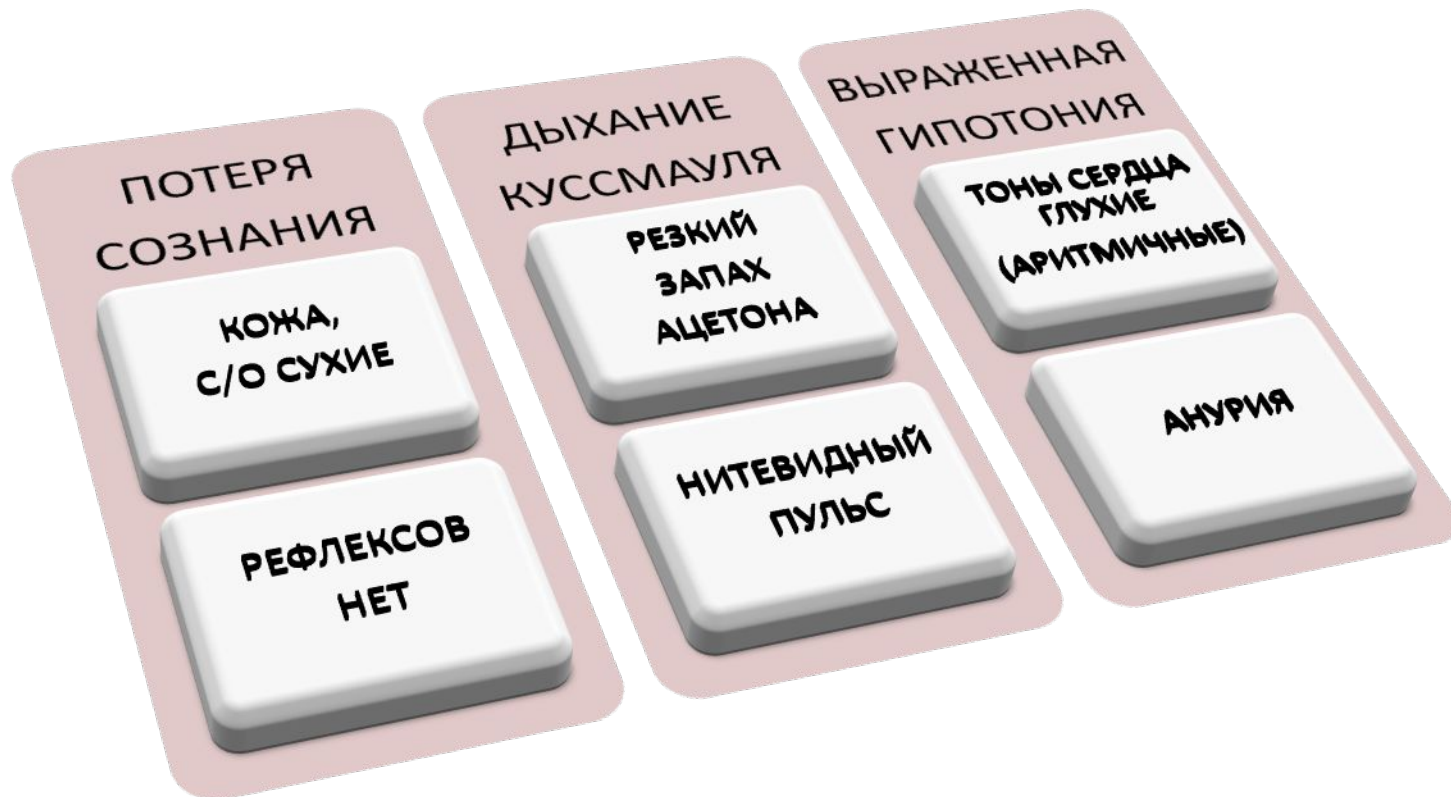 ПОТЕРЯ
СОЗНАНИЯ
КОЖА,
С/О СУХИЕ
РЕФЛЕКСОВ
НЕТ
ДЫХАНИЕ
КУССМАУЛЯ
РЕЗКИЙ
ЗАПАХ
АЦЕТОНА
НИТЕВИДНЫЙ
ПУЛЬС
ВЫРАЖЕННАЯ
ГИПОТОНИЯ
ТОНЫ СЕРДЦА
ГЛУХИЕ
(АРИТМИЧНЫЕ)
АНУРИЯ